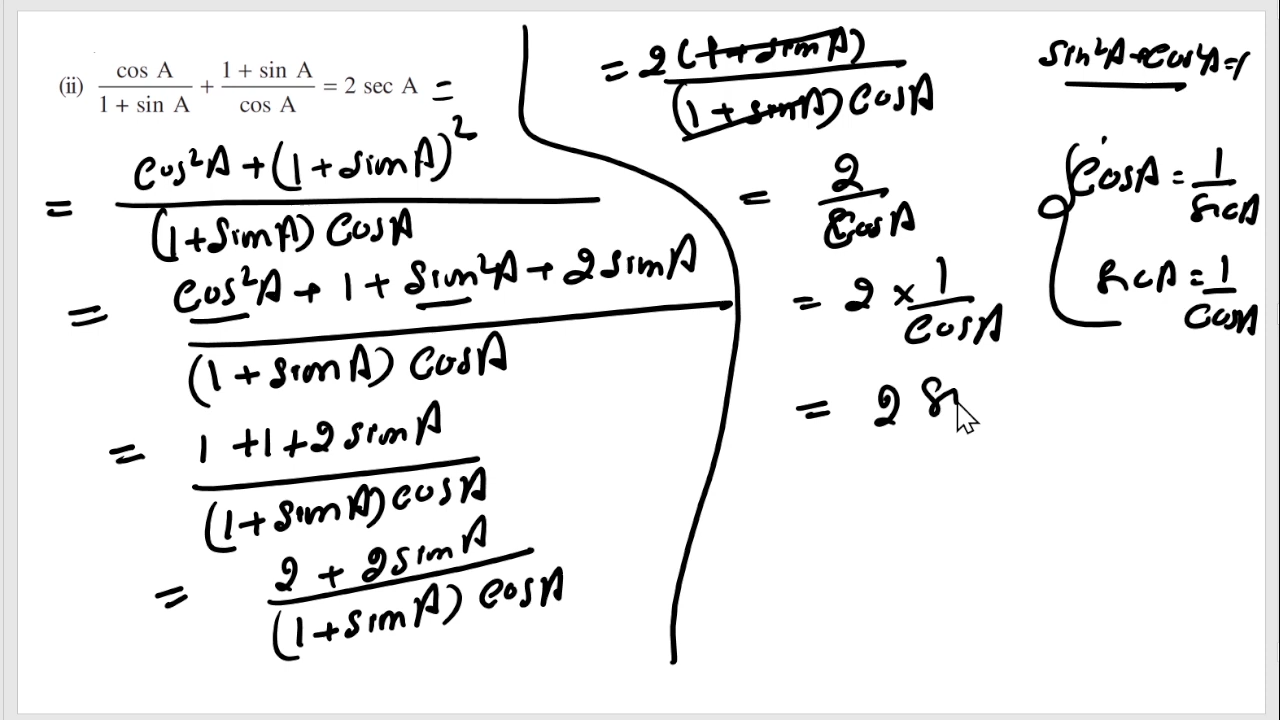 (ii) cos A / (1 + sin A) + (1 + sin A) / cos A = 2 sec A =
= (cos²A + (1 + sinA)²) / ((1 + sinA) cosA)
= (cos²A + 1 + sin²A + 2 sinA) / ((1 + sinA) cosA)
= (1 + 1 + 2 sinA) / ((1 + sinA) cosA)
= (2 + 2 sinA) / ((1 + sinA) cosA)
= 2 (1 + sinA) / ((1 + sinA) cosA)
= 2 / cosA
= 2 × 1 / cosA
= 2 s
sin²A + cos²A = 1
cosA = 1 / secA
secA = 1 / cosA